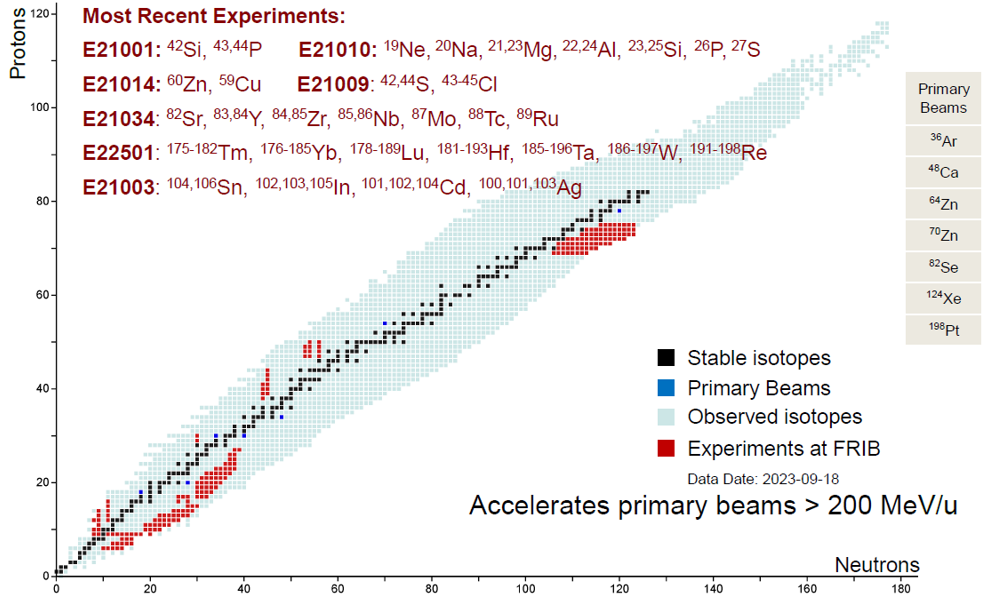 Most Recent Experiments:
E21001: ⁴²Si, ⁴³,⁴⁴P E21010: ¹⁹Ne, ²⁰Na, ²¹,²³Mg, ²²,²⁴Al, ²³,²⁵Si, ²⁶P, ²⁷S
E21014: ⁶⁰Zn, ⁵⁹Cu E21009: ⁴²,⁴⁴S, ⁴³-⁴⁵Cl
E21034: ⁸²Sr, ⁸³,⁸⁴Y, ⁸⁴,⁸⁵Zr, ⁸⁵,⁸⁶Nb, ⁸⁷Mo, ⁸⁸Tc, ⁸⁹Ru
E22501: ¹⁷⁵-¹⁸²Tm, ¹⁷⁶-¹⁸⁵Yb, ¹⁷⁸-¹⁸⁹Lu, ¹⁸¹-¹⁹³Hf, ¹⁸⁵-¹⁹⁶Ta, ¹⁸⁶-¹⁹⁷W, ¹⁹¹-¹⁹⁸Re
E21003: ¹⁰⁴,¹⁰⁶Sn, ¹⁰²,¹⁰³,¹⁰⁵In, ¹⁰¹,¹⁰²,¹⁰⁴Cd, ¹⁰⁰,¹⁰¹,¹⁰³Ag
Protons
120
100
80
60
40
20
0
Primary
Beams
³⁶Ar
⁴⁸Ca
⁶⁴Zn
⁷⁰Zn
⁸²Se
¹²⁴Xe
¹⁹⁸Pt
Stable isotopes
Primary Beams
Observed isotopes
Experiments at FRIB
Data Date: 2023-09-18
Accelerates primary beams > 200 MeV/u
Neutrons
0 20 40 60 80 100 120 140 160 180